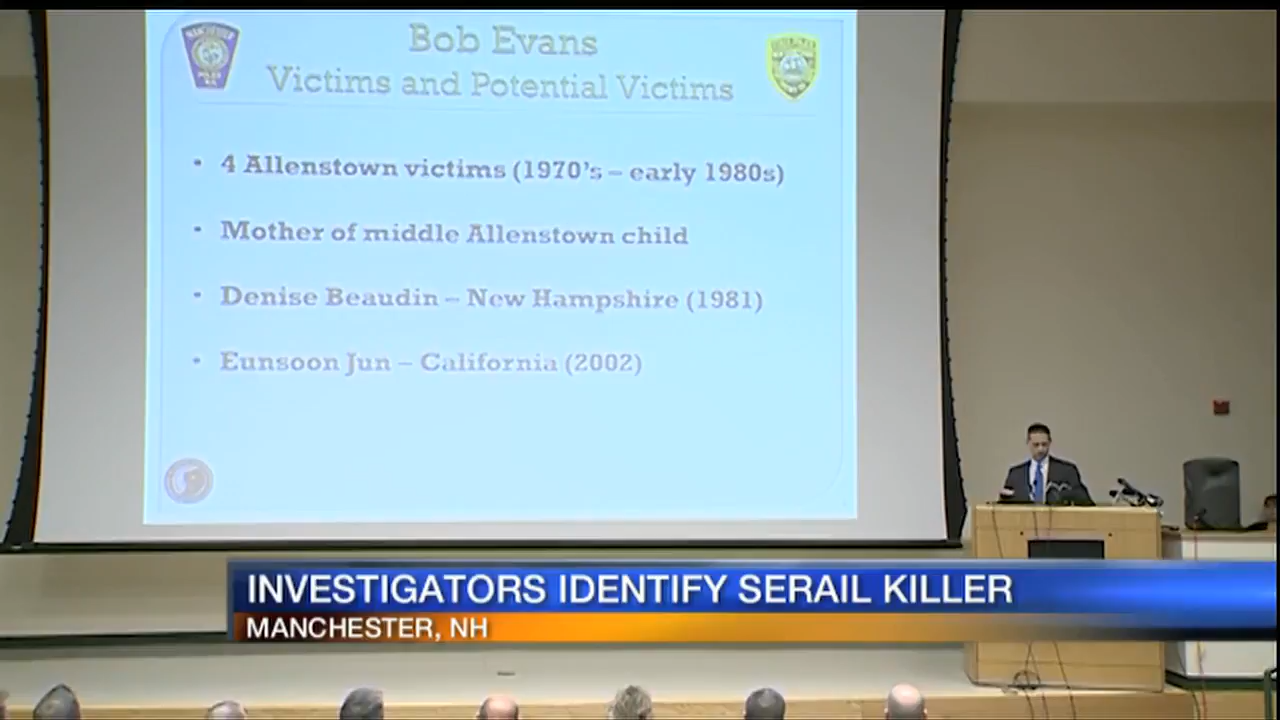 Bob Evans
Victims and Potential Victims
• 4 Allenstown victims (1970's – early 1980s)
• Mother of middle Allenstown child
• Denise Beaudin – New Hampshire (1981)
• Eunsoon Jun – California (2002)
INVESTIGATORS IDENTIFY SERAIL KILLER
MANCHESTER, NH